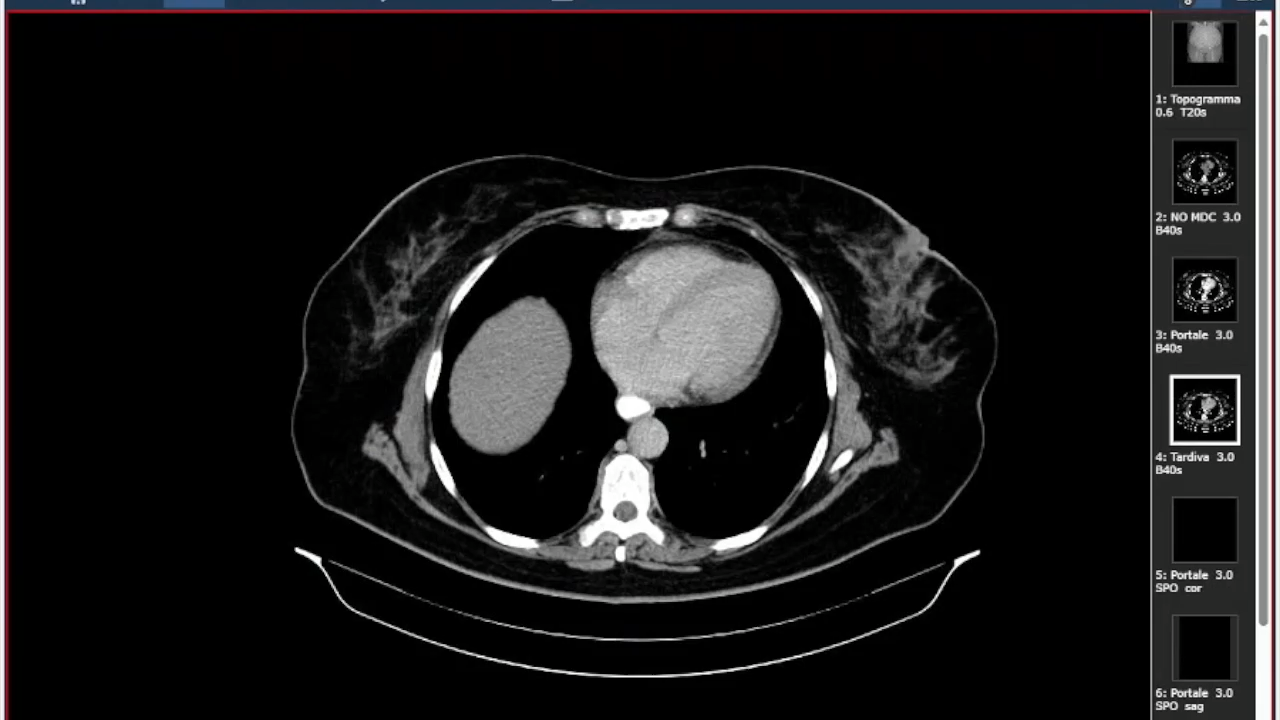 1: Topogramma
0.6 T20s
2: NO MDC 3.0
B40s
3: Portale 3.0
B40s
4: Tardiva 3.0
B40s
5: Portale 3.0
SPO cor
6: Portale 3.0
SPO sag